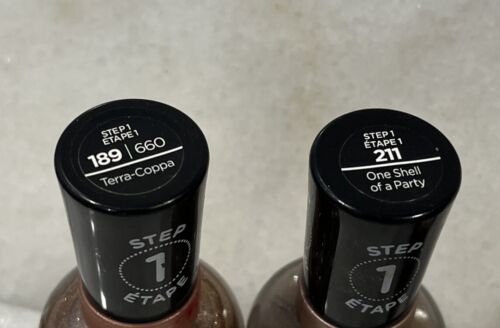 STEP 1
ÉTAPE 1
189 | 660
Terra-Coppa
STEP
1
ÉTAPE
STEP 1
ÉTAPE 1
211
One Shell
of a Party
STEP
1
ÉTAPE